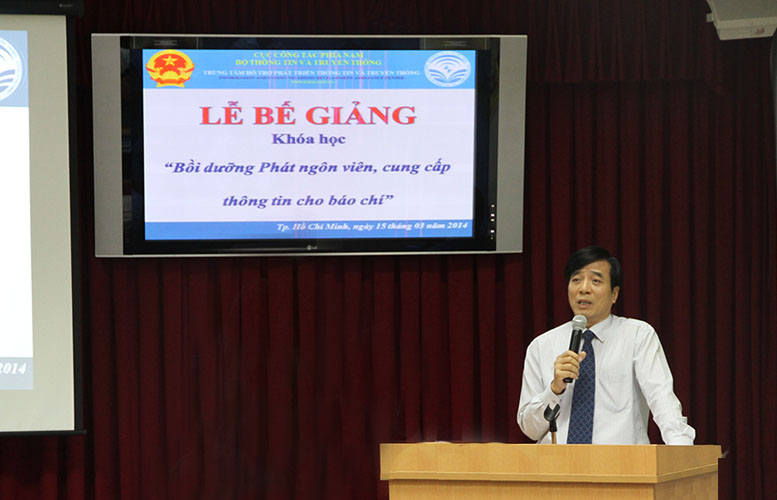 CỤC CÔNG TÁC PHÍA NAM
BỘ THÔNG TIN VÀ TRUYỀN THÔNG
TRUNG TÂM HỖ TRỢ PHÁT TRIỂN THÔNG TIN VÀ TRUYỀN THÔNG
LỄ BẾ GIẢNG
Khóa học
“Bồi dưỡng Phát ngôn viên, cung cấp
thông tin cho báo chí”
Tp. Hồ Chí Minh, ngày 15 tháng 03 năm 2014
LG
2014